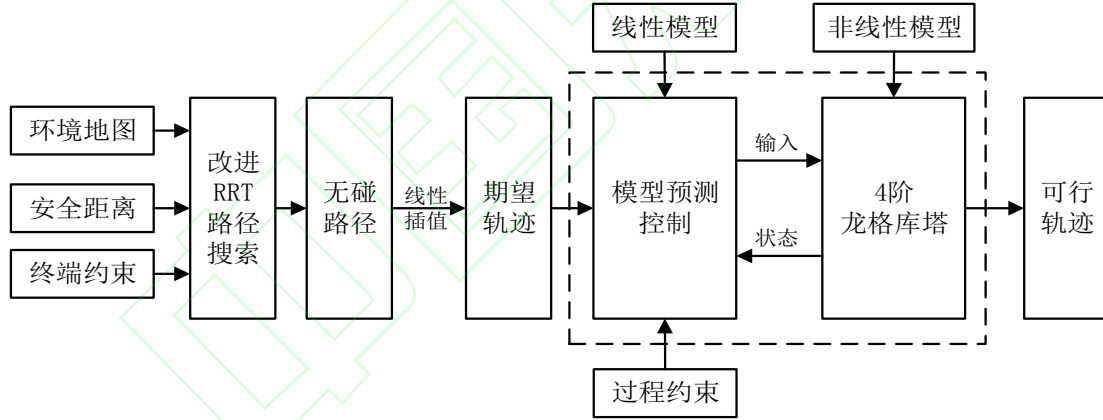 线性模型
非线性模型
环境地图
安全距离
终端约束
改进
RRT
路径
搜索
无碰
路径
线性
插值
期望
轨迹
模型预测
控制
输入
状态
4阶
龙格库塔
可行
轨迹
过程约束